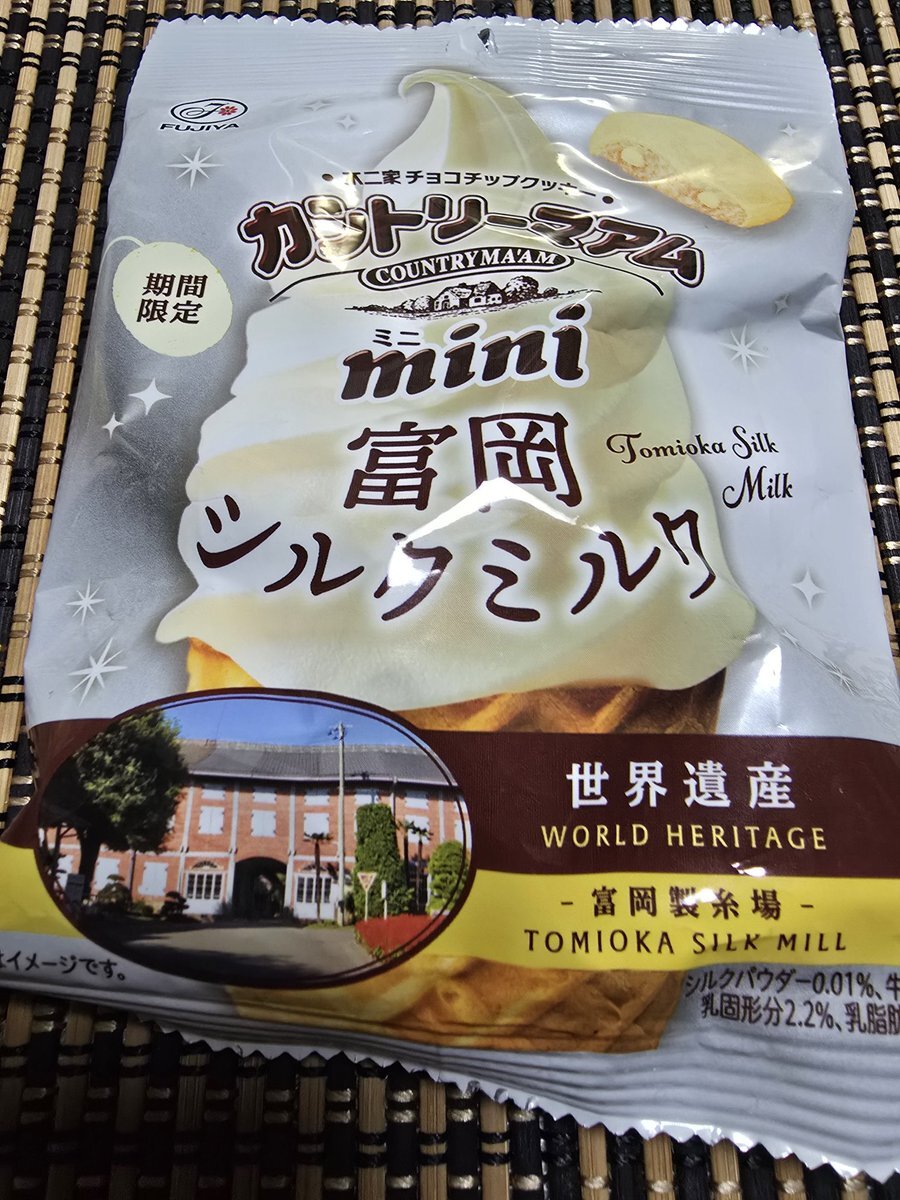 FUJIYA
不二家チョコチップクッキー
カントリーマアム
COUNTRY MA'AM
期間
限定
ミニ
mini
富岡
Tomioka Silk
Milk
シルクミルク
世界遺産
WORLD HERITAGE
-富岡製糸場-
TOMIOKA SILK MILL
はイメージです。
シルクパウダー0.01%、牛
乳固形分2.2%、乳脂肪